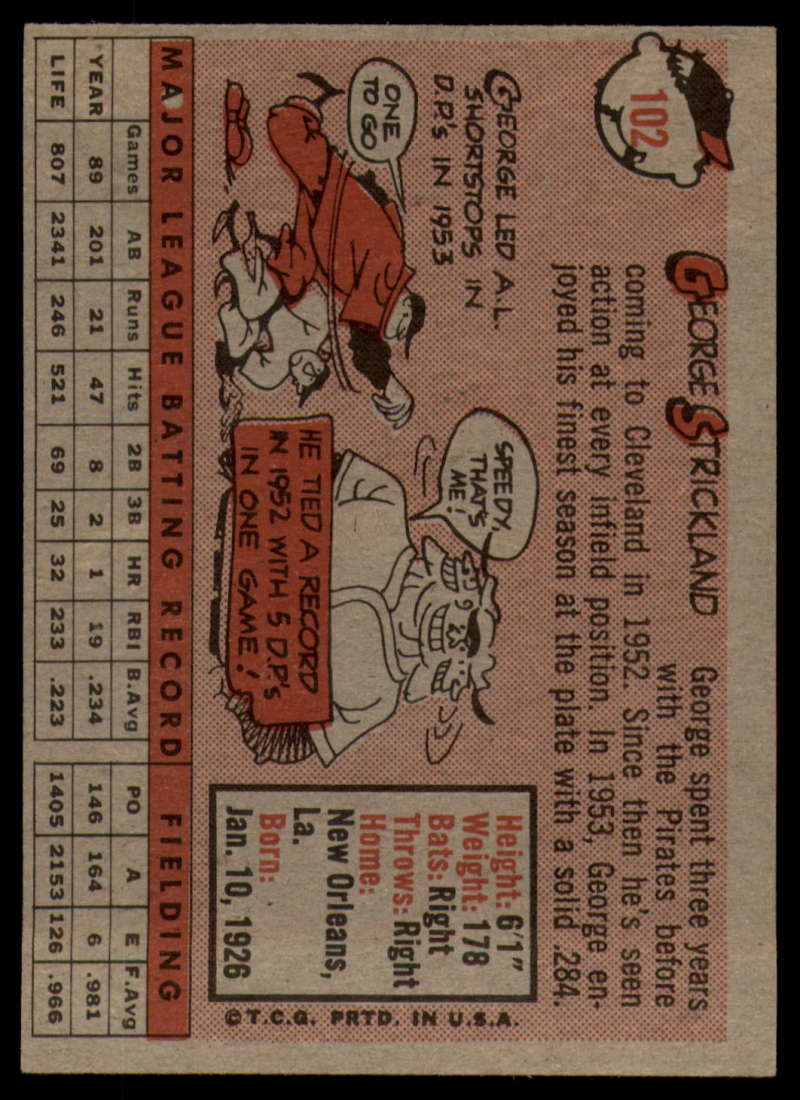 102
GEORGE STRICKLAND
George spent three years
with the Pirates before
coming to Cleveland in 1952. Since then he's seen
action at every infield position. In 1953, George en-
joyed his finest season at the plate with a solid .284.
GEORGE LED A.L.
SHORTSTOPS IN
D.P.'S IN 1953
ONE
TO GO
SPEEDY,
THAT'S
ME!
HE TIED A RECORD
IN 1952 WITH 5 D.P.'s
IN ONE GAME!
Height: 6'1"
Weight: 178
Bats: Right
Throws: Right
Home:
New Orleans,
La.
Born:
Jan. 10, 1926
©T.C.G. PRTD. IN U.S.A.
MAJOR LEAGUE BATTING RECORD FIELDING
Games AB Runs Hits 2B 3B HR RBI B.Avg PO A E F.Avg
YEAR 89 201 21 47 8 2 1 19 .234 146 164 6 .981
LIFE 807 2341 246 521 69 25 32 233 .223 1405 2153 126 .966